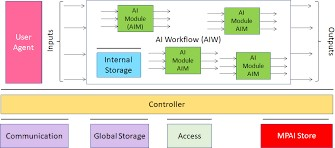 User
Agent
Inputs
AI
Module
(AIM)
AI
Module
(AIM)
AI Workflow (AIW)
Internal
Storage
AI
Module
AIM
AI
Module
AIM
AI
Module
AIM
Outputs
Controller
Communication
Global Storage
Access
MPAI Store